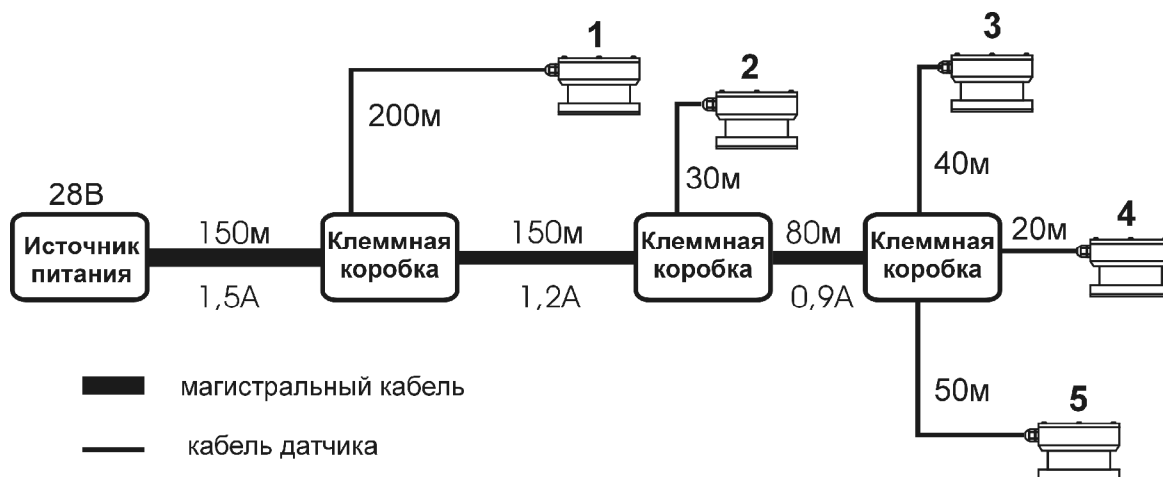 1
2
3
200м
30м
40м
28В
Источник
питания
150м
1,5А
Клеммная
коробка
150м
1,2А
Клеммная
коробка
80м
0,9А
Клеммная
коробка
20м
4
50м
5
магистральный кабель
кабель датчика